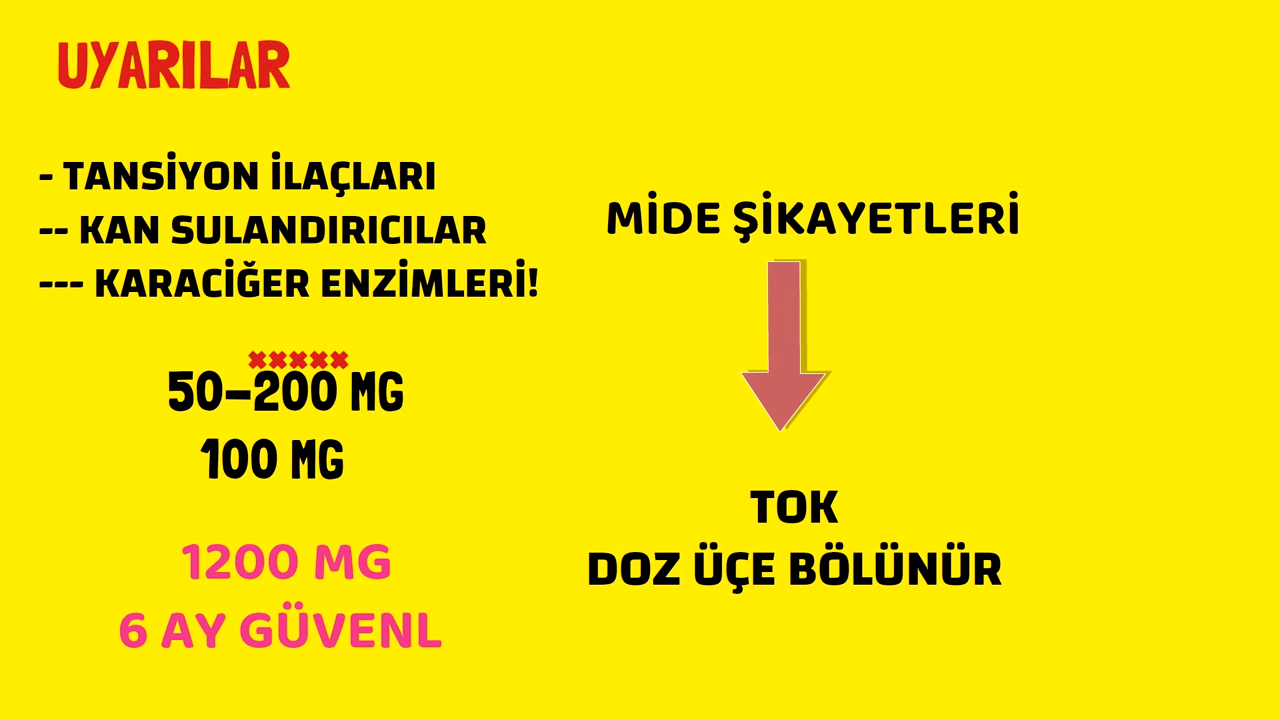 UYARILAR
- TANSİYON İLAÇLARI
-- KAN SULANDIRICILAR
--- KARACİĞER ENZİMLERİ!
50-200 MG
100 MG
1200 MG
6 AY GÜVENL
MİDE ŞİKAYETLERİ
TOK
DOZ ÜÇE BÖLÜNÜR